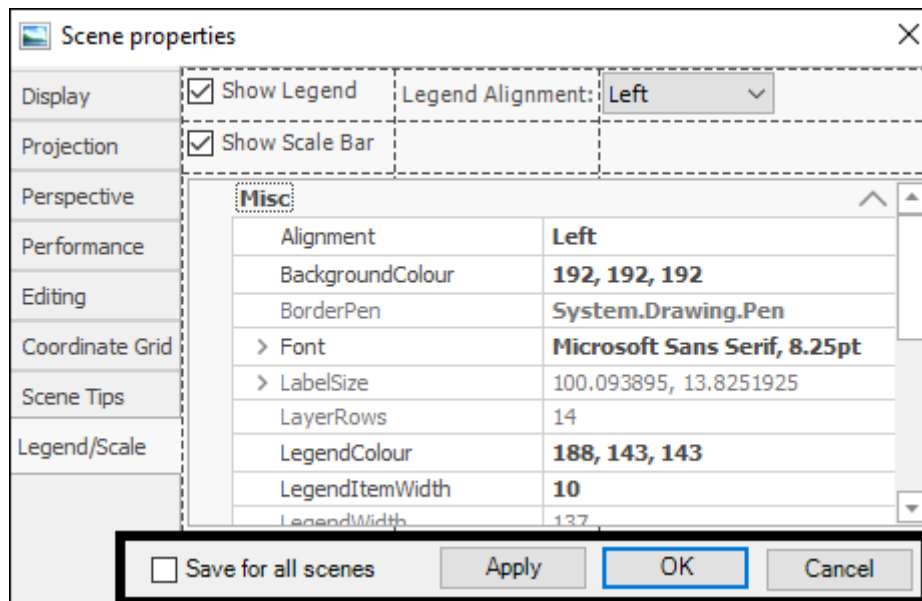 Scene properties
Display
Projection
Perspective
Performance
Editing
Coordinate Grid
Scene Tips
Legend/Scale
Show Legend Legend Alignment: Left
Show Scale Bar
Misc
Alignment Left
BackgroundColour 192, 192, 192
BorderPen System.Drawing.Pen
Font Microsoft Sans Serif, 8.25pt
LabelSize 100.093895, 13.8251925
LayerRows 14
LegendColour 188, 143, 143
LegendItemWidth 10
LegendWidth 137
Save for all scenes Apply OK Cancel